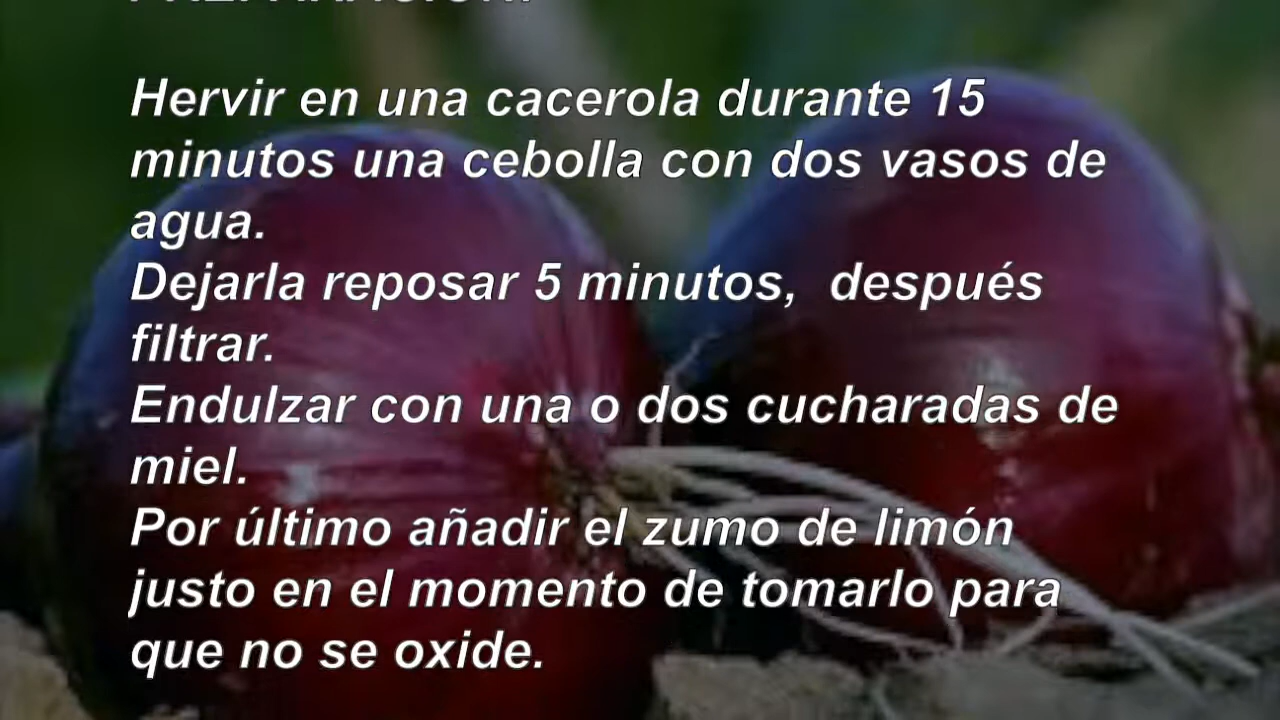 Hervir en una cacerola durante 15
minutos una cebolla con dos vasos de
agua.
Dejarla reposar 5 minutos,  después
filtrar.
Endulzar con una o dos cucharadas de
miel.
Por último añadir el zumo de limón
justo en el momento de tomarlo para
que no se oxide.